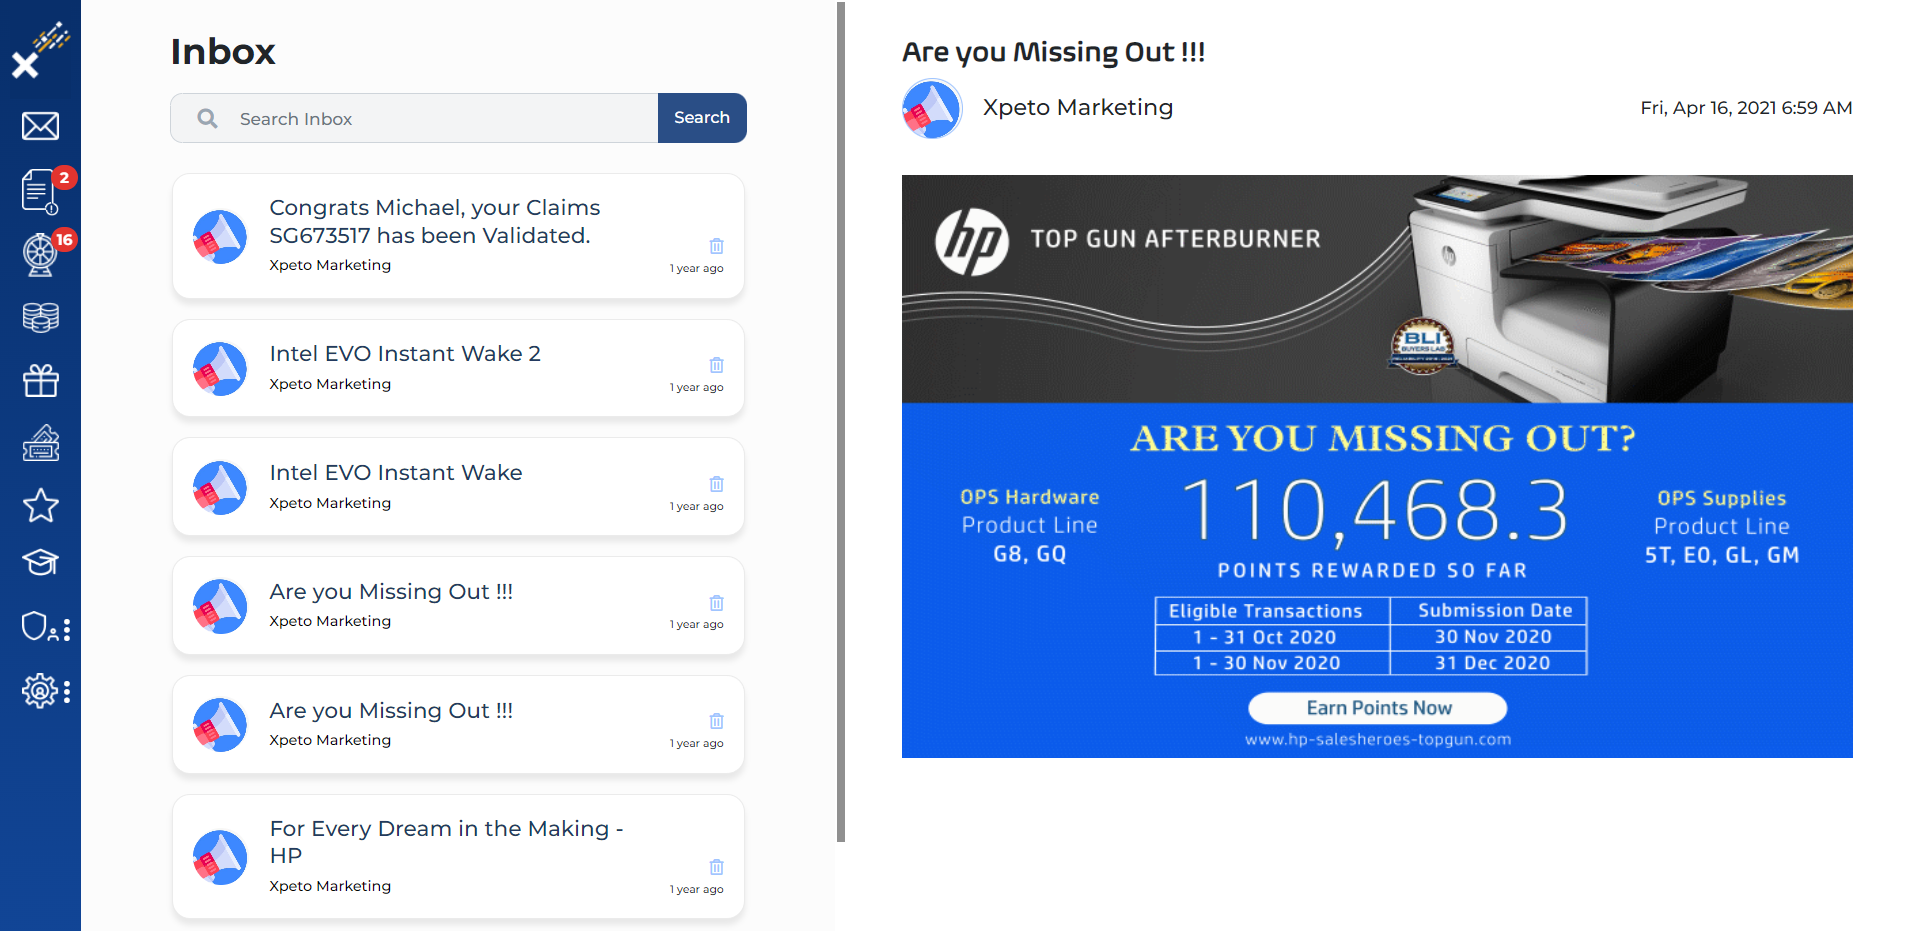 2
16
Inbox
Search Inbox
Search
Congrats Michael, your Claims
SG673517 has been Validated.
Xpeto Marketing
1 year ago
Intel EVO Instant Wake 2
Xpeto Marketing
1 year ago
Intel EVO Instant Wake
Xpeto Marketing
1 year ago
Are you Missing Out !!!
Xpeto Marketing
1 year ago
Are you Missing Out !!!
Xpeto Marketing
1 year ago
For Every Dream in the Making -
HP
Xpeto Marketing
1 year ago
Are you Missing Out !!!
Xpeto Marketing
Fri, Apr 16, 2021 6:59 AM
hp
TOP GUN AFTERBURNER
hp
BLI
BUYERS LAB
ARE YOU MISSING OUT?
OPS Hardware
Product Line
G8, GQ
110,468.3
POINTS REWARDED SO FAR
OPS Supplies
Product Line
5T, E0, GL, GM
Eligible Transactions Submission Date
1 - 31 Oct 2020 30 Nov 2020
1 - 30 Nov 2020 31 Dec 2020
Earn Points Now
www.hp-salesheroes-topgun.com